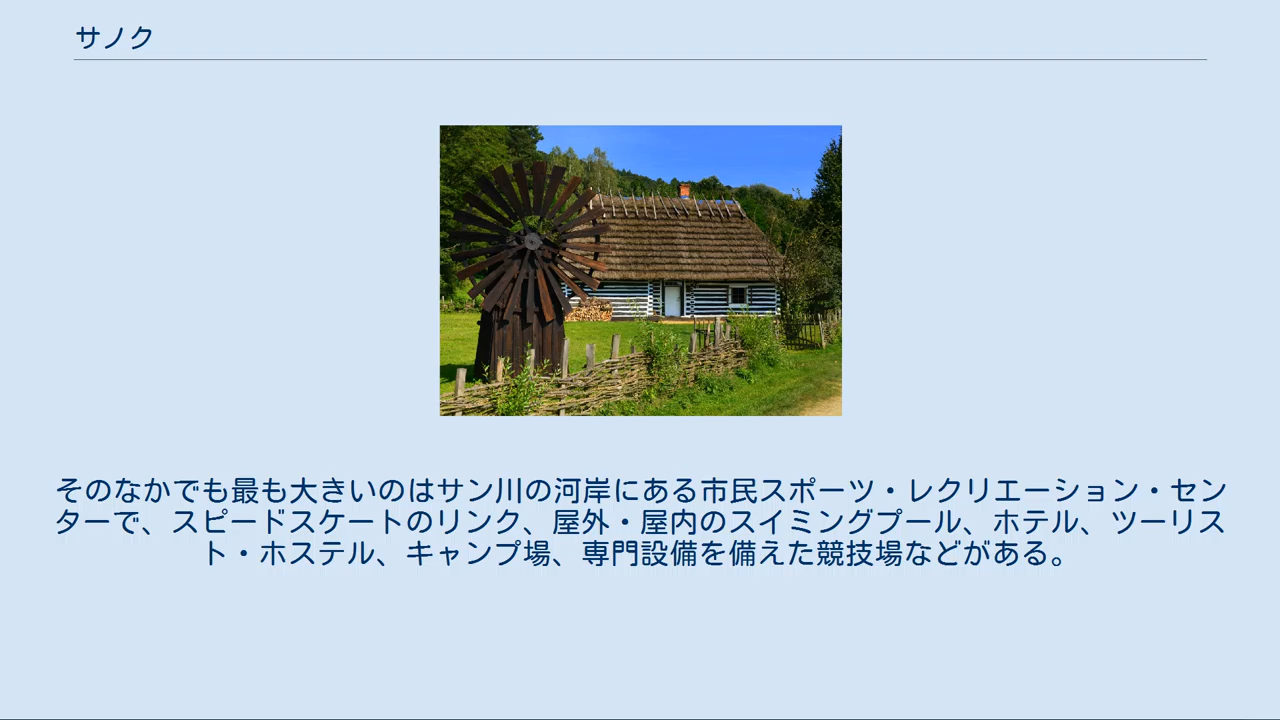 サノク
そのなかでも最も大きいのはサン川の河岸にある市民スポーツ・レクリエーション・セン
ターで、スピードスケートのリンク、屋外・屋内のスイミングプール、ホテル、ツーリス
ト・ホステル、キャンプ場、専門設備を備えた競技場などがある。